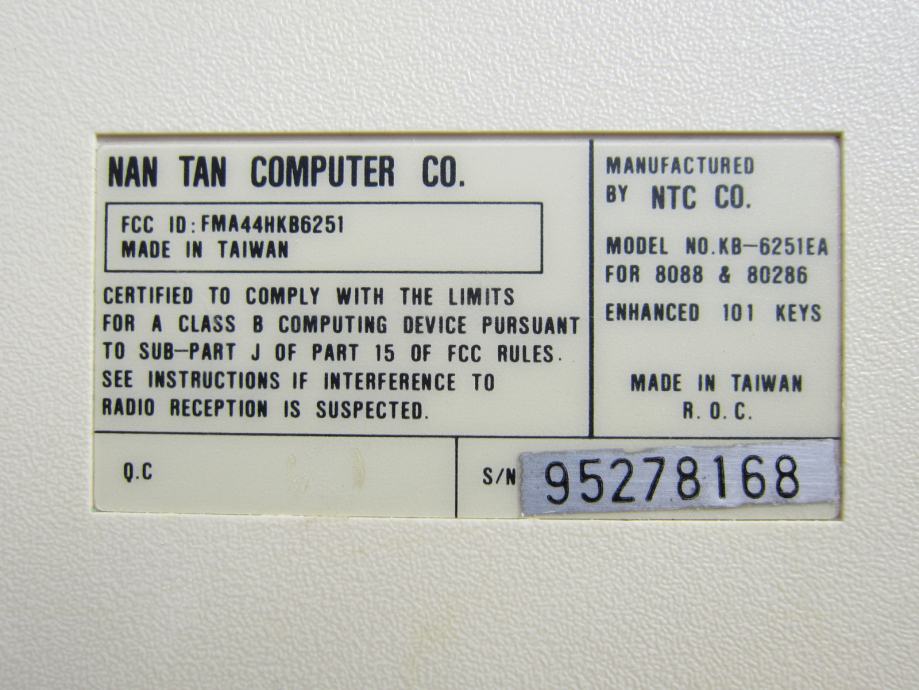 NAN TAN COMPUTER CO.
FCC ID: FMA44HKB6251
MADE IN TAIWAN
CERTIFIED TO COMPLY WITH THE LIMITS
FOR A CLASS B COMPUTING DEVICE PURSUANT
TO SUB-PART J OF PART 15 OF FCC RULES.
SEE INSTRUCTIONS IF INTERFERENCE TO
RADIO RECEPTION IS SUSPECTED.
MANUFACTURED
BY NTC CO.
MODEL NO.KB-6251EA
FOR 8088 & 80286
ENHANCED 101 KEYS
MADE IN TAIWAN
R.O.C.
Q.C
S/N 95278168